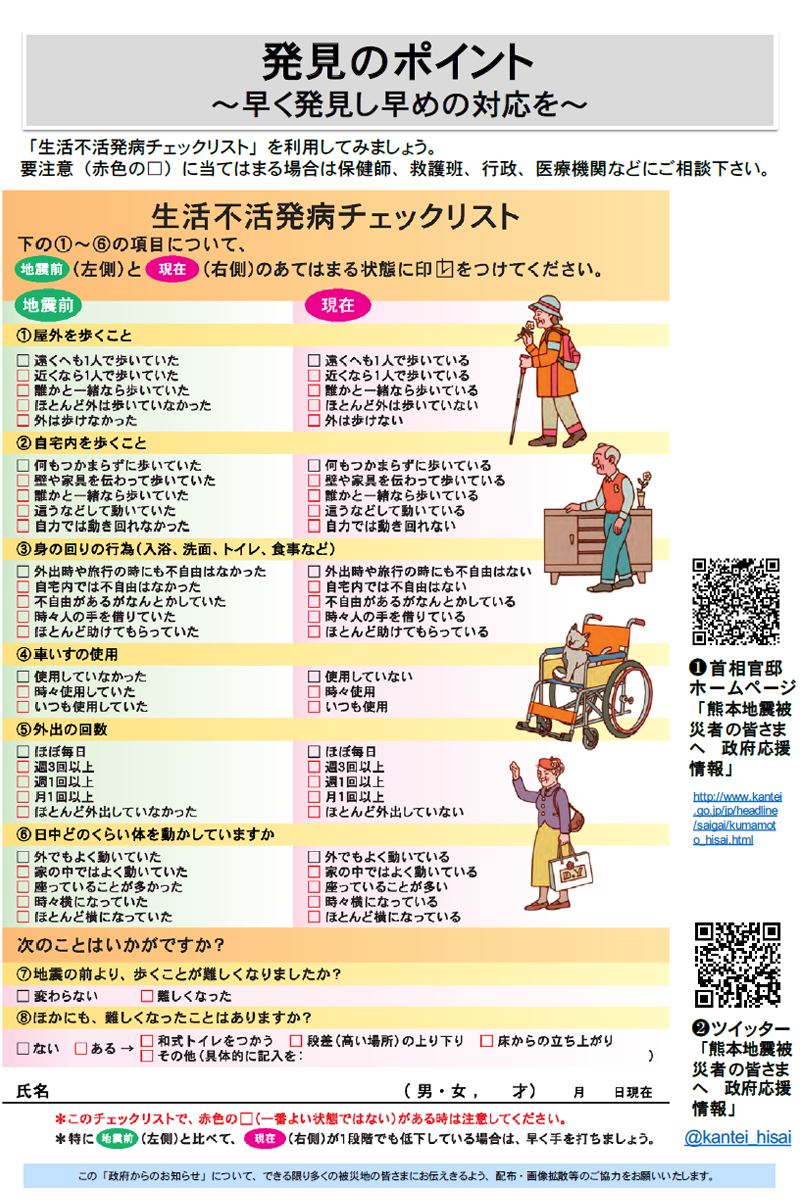 発見のポイント
～早く発見し早めの対応を～
「生活不活発病チェックリスト」を利用してみましょう。
要注意（赤色の□）に当てはまる場合は保健師、救護班、行政、医療機関などにご相談下さい。
生活不活発病チェックリスト
下の①～⑥の項目について、
地震前（左側）と 現在（右側）のあてはまる状態に印☑をつけてください。
地震前 現在
①屋外を歩くこと
□遠くへも1人で歩いていた □遠くへも1人で歩いている
□近くなら1人で歩いていた □近くなら1人で歩いている
□誰かと一緒なら歩いていた □誰かと一緒なら歩いている
□ほとんど外は歩いていなかった □ほとんど外は歩いていない
□外は歩けなかった □外は歩けない
②自宅内を歩くこと
□何もつかまらずに歩いていた □何もつかまらずに歩いている
□壁や家具を伝わって歩いていた □壁や家具を伝わって歩いている
□誰かと一緒なら歩いていた □誰かと一緒なら歩いている
□這うなどして動いていた □這うなどして動いている
□自力では動き回れなかった □自力では動き回れない
③身の回りの行為（入浴、洗面、トイレ、食事など）
□外出時や旅行の時にも不自由はなかった □外出時や旅行の時にも不自由はない
□自宅内では不自由はなかった □自宅内では不自由はない
□不自由があるがなんとかしていた □不自由があるがなんとかしている
□時々人の手を借りていた □時々人の手を借りている
□ほとんど助けてもらっていた □ほとんど助けてもらっている
④車いすの使用
□使用していなかった □使用していない
□時々使用していた □時々使用
□いつも使用していた □いつも使用
⑤外出の回数
□ほぼ毎日 □ほぼ毎日
□週3回以上 □週3回以上
□週1回以上 □週1回以上
□月1回以上 □月1回以上
□ほとんど外出していなかった □ほとんど外出していない
⑥日中どのくらい体を動かしていますか
□外でもよく動いていた □外でもよく動いている
□家の中ではよく動いていた □家の中ではよく動いている
□座っていることが多かった □座っていることが多い
□時々横になっていた □時々横になっている
□ほとんど横になっていた □ほとんど横になっている
D.Y
次のことはいかがですか？
⑦地震の前より、歩くことが難しくなりましたか？
□変わらない □難しくなった
⑧ほかにも、難しくなったことはありますか？
□ない □ある→ □和式トイレをつかう □段差（高い場所）の上り下り □床からの立ち上がり
□その他（具体的に記入を： ）
氏名 （ 男・女 , 才） 月 日現在
＊このチェックリストで、赤色の□（一番よい状態ではない）がある時は注意してください。
＊特に 地震前（左側）と比べて、 現在（右側）が1段階でも低下している場合は、早く手を打ちましょう。
❶首相官邸
ホームページ
「熊本地震被
災者の皆さま
へ 政府応援
情報」
http://www.kantei
.go.jp/jp/headline
/saigai/kumamot
o_hisai.html
❷ツイッター
「熊本地震被
災者の皆さま
へ 政府応援
情報」
@kantei_hisai
この「政府からのお知らせ」について、できる限り多くの被災地の皆さまにお伝えきるよう、配布・画像拡散等のご協力をお願いいたします。